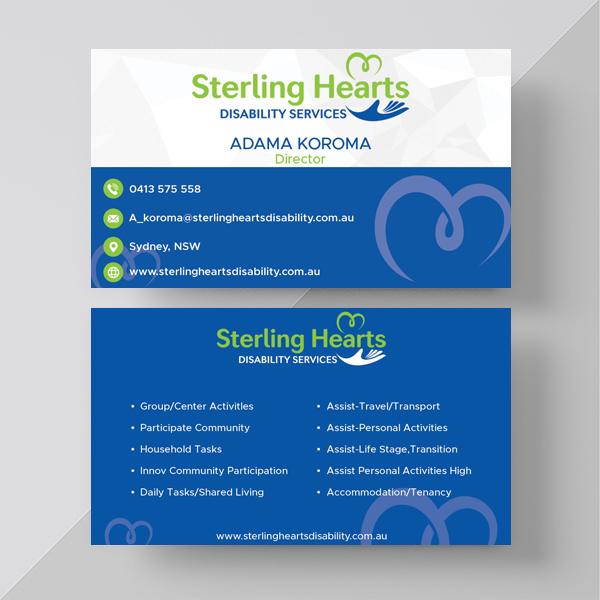 Sterling Hearts
DISABILITY SERVICES
ADAMA KOROMA
Director
0413 575 558
A_koroma@sterlingheartsdisability.com.au
Sydney, NSW
www.sterlingheartsdisability.com.au
Sterling Hearts
DISABILITY SERVICES
• Group/Center Activitles
• Participate Community
• Household Tasks
• Innov Community Participation
• Daily Tasks/Shared Living
• Assist-Travel/Transport
• Assist-Personal Activities
• Assist-Life Stage,Transition
• Assist Personal Activities High
• Accommodation/Tenancy
www.sterlingheartsdisability.com.au